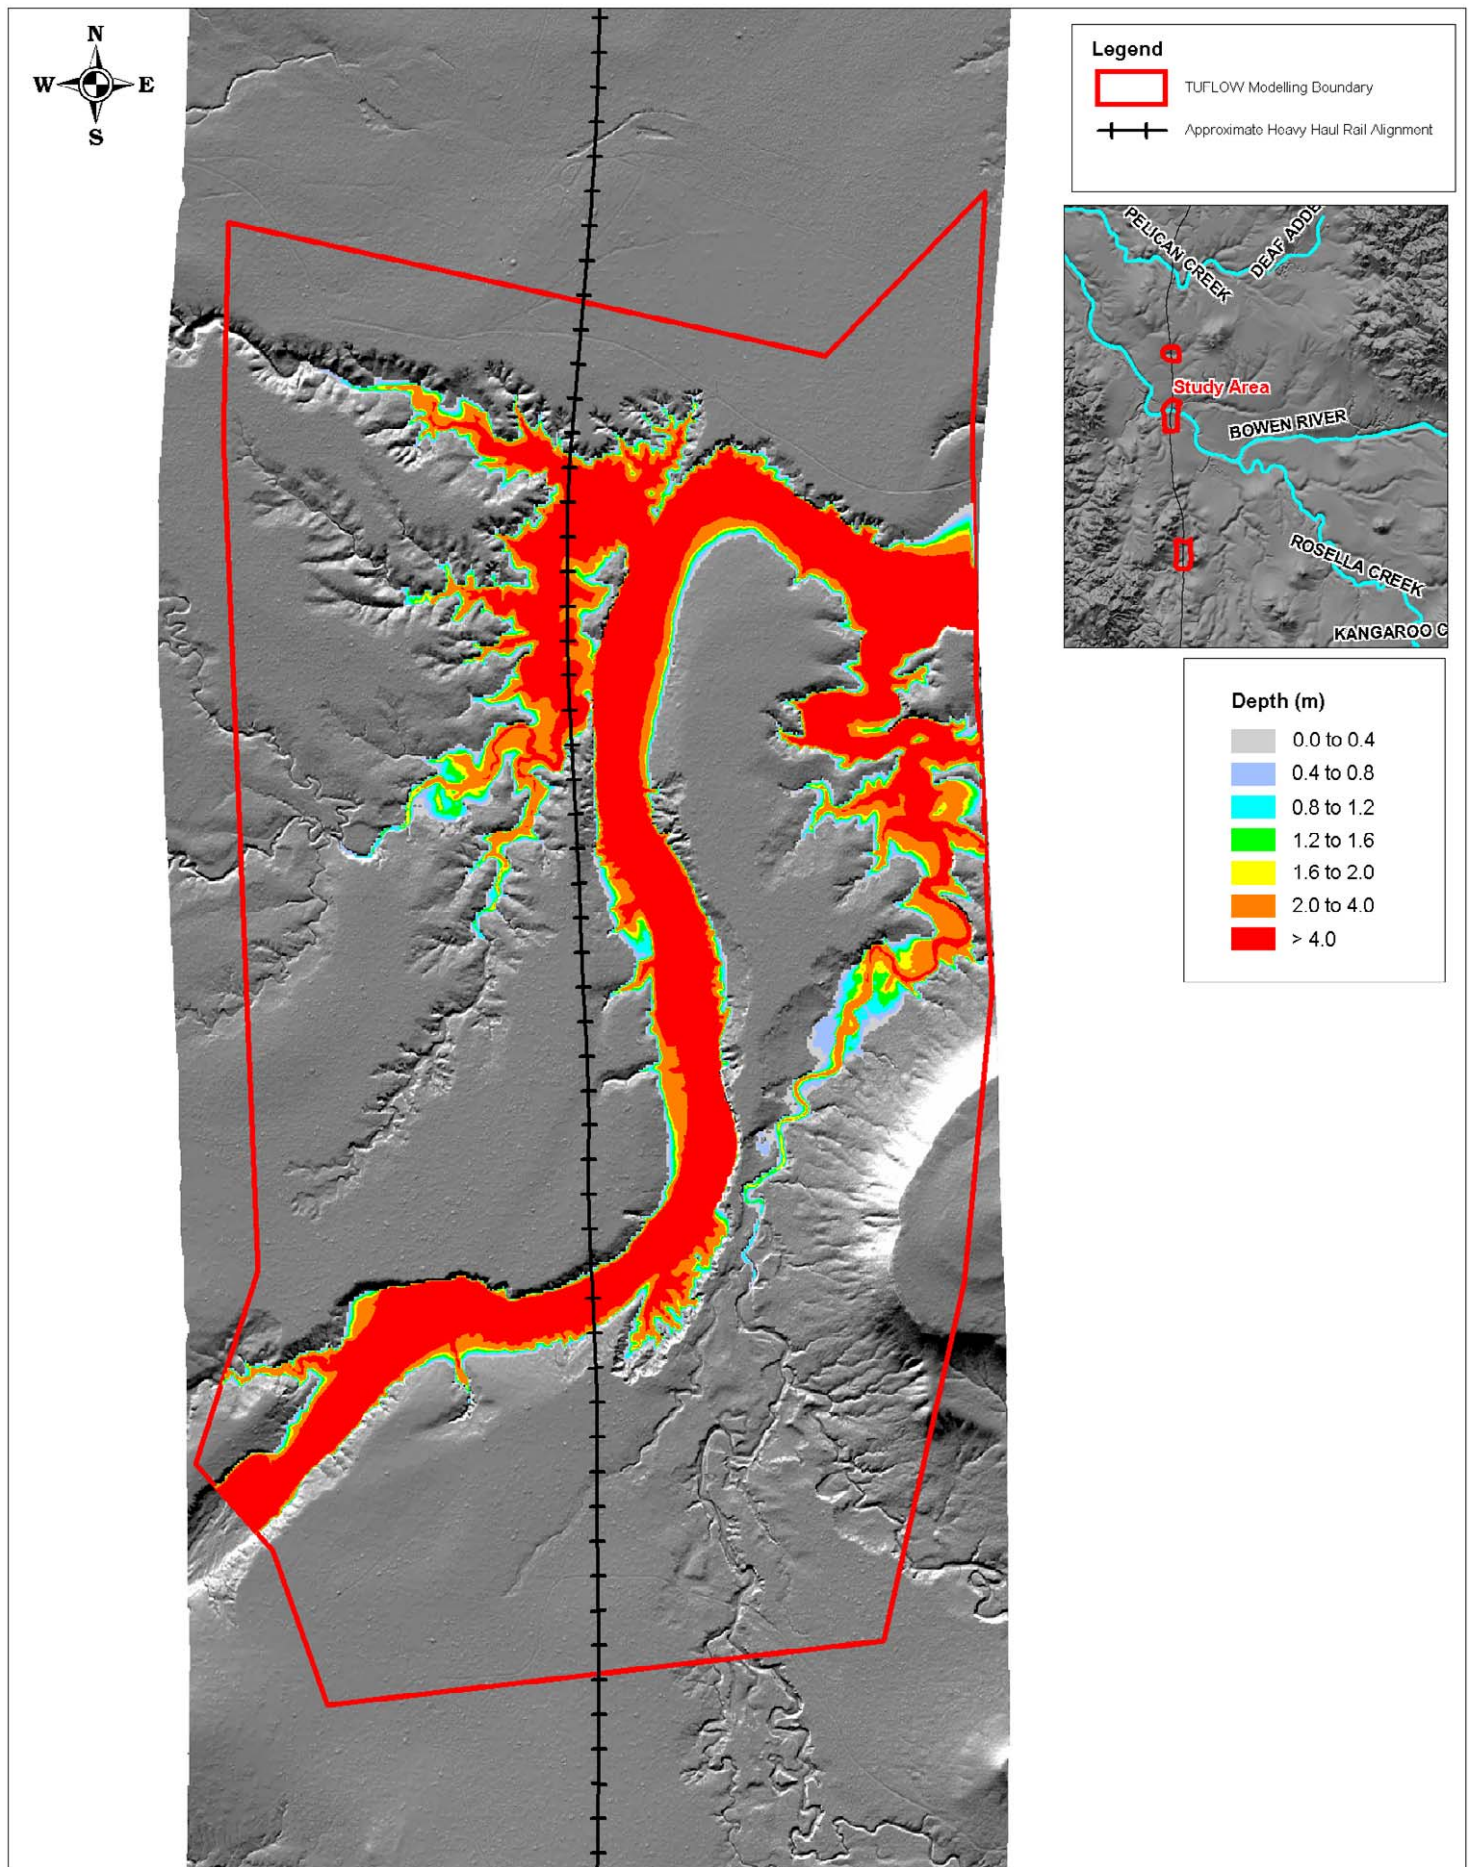 N
W E
S
Legend
TUFLOW Modelling Boundary
Approximate Heavy Haul Rail Alignment
PELICAN CREEK
DEAF ADDE
Study Area
BOWEN RIVER
ROSELLA CREEK
KANGAROO C
Depth (m)
0.0 to 0.4
0.4 to 0.8
0.8 to 1.2
1.2 to 1.6
1.6 to 2.0
2.0 to 4.0
> 4.0